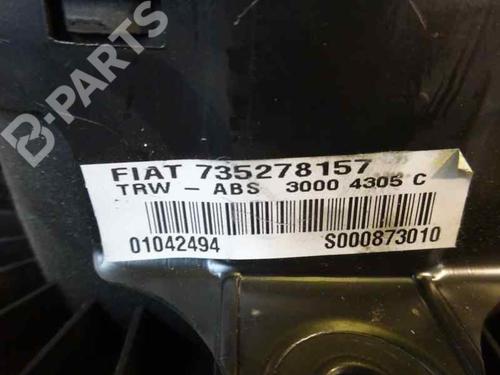 B-PARTS
FIAT 735278157
TRW - ABS 3000 4305 C
01042494 S000873010